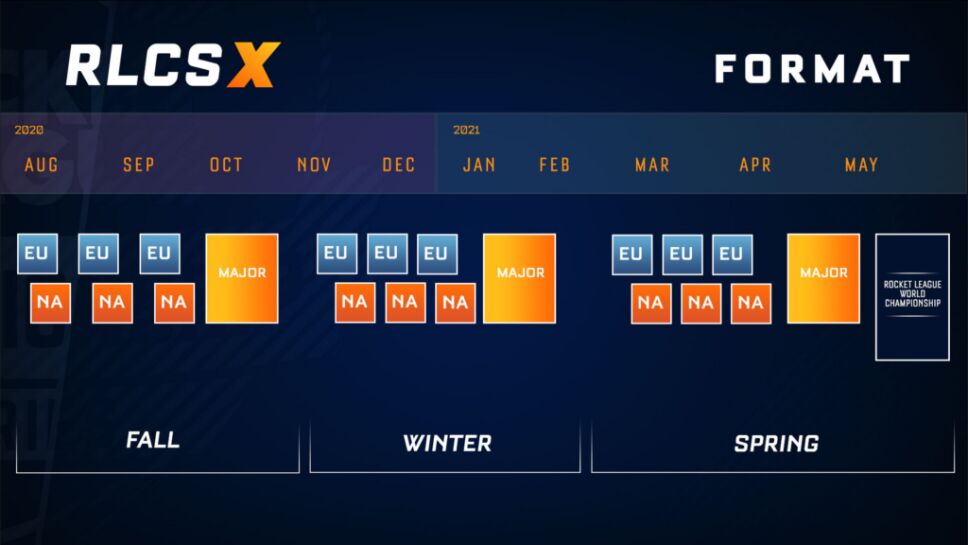 RLCS X
FORMAT
2020
2021
AUG SEP OCT NOV DEC JAN FEB MAR APR MAY
EU EU EU
NA NA NA
MAJOR
EU EU EU
NA NA NA
MAJOR
EU EU EU
NA NA NA
MAJOR
ROCKET LEAGUE
WORLD
CHAMPIONSHIP
FALL
WINTER
SPRING